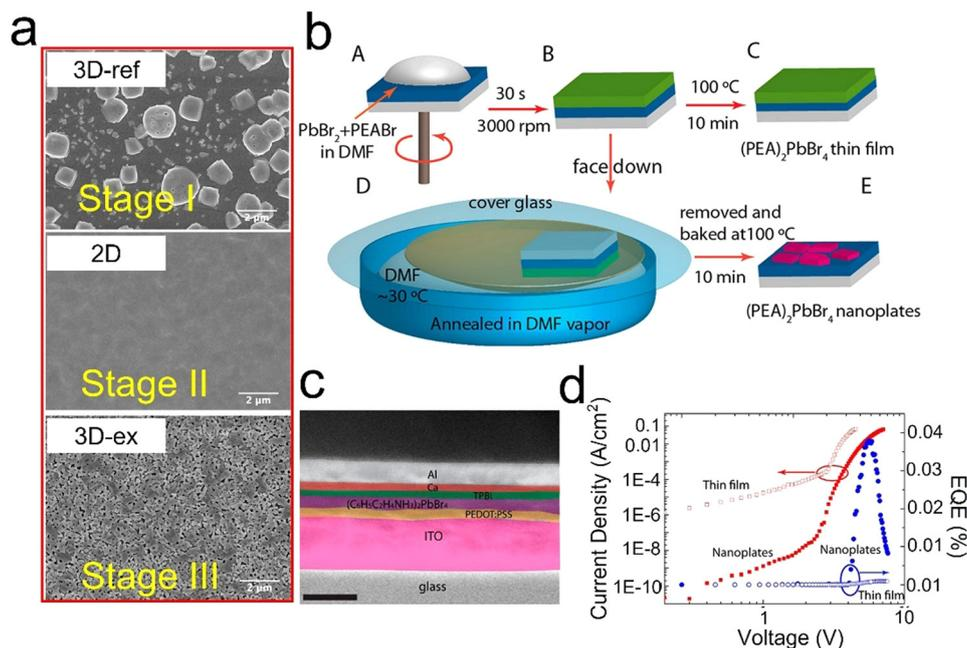 a
3D-ref
Stage I
2 μm
2D
Stage II
2 μm
3D-ex
Stage III
2 μm
b
A
B
C
PbBr2+PEABr
in DMF
30 s
3000 rpm
100 ºC
10 min
(PEA)2PbBr4 thin film
face down
D
E
cover glass
DMF
~30 ºC
Annealed in DMF vapor
removed and
baked at100 ºC
10 min
(PEA)2PbBr4 nanoplates
c
Al
Ca
TPBi
(C6H5C2H4NH3)2PbBr4
PEDOT:PSS
ITO
glass
d
Current Density (A/cm2)
0.1
0.01
1E-4
1E-6
1E-8
1E-10
Thin film
Nanoplates
Nanoplates
Thin film
0.04
0.03
0.02
0.01
0.01
EQE (%)
1
10
Voltage (V)